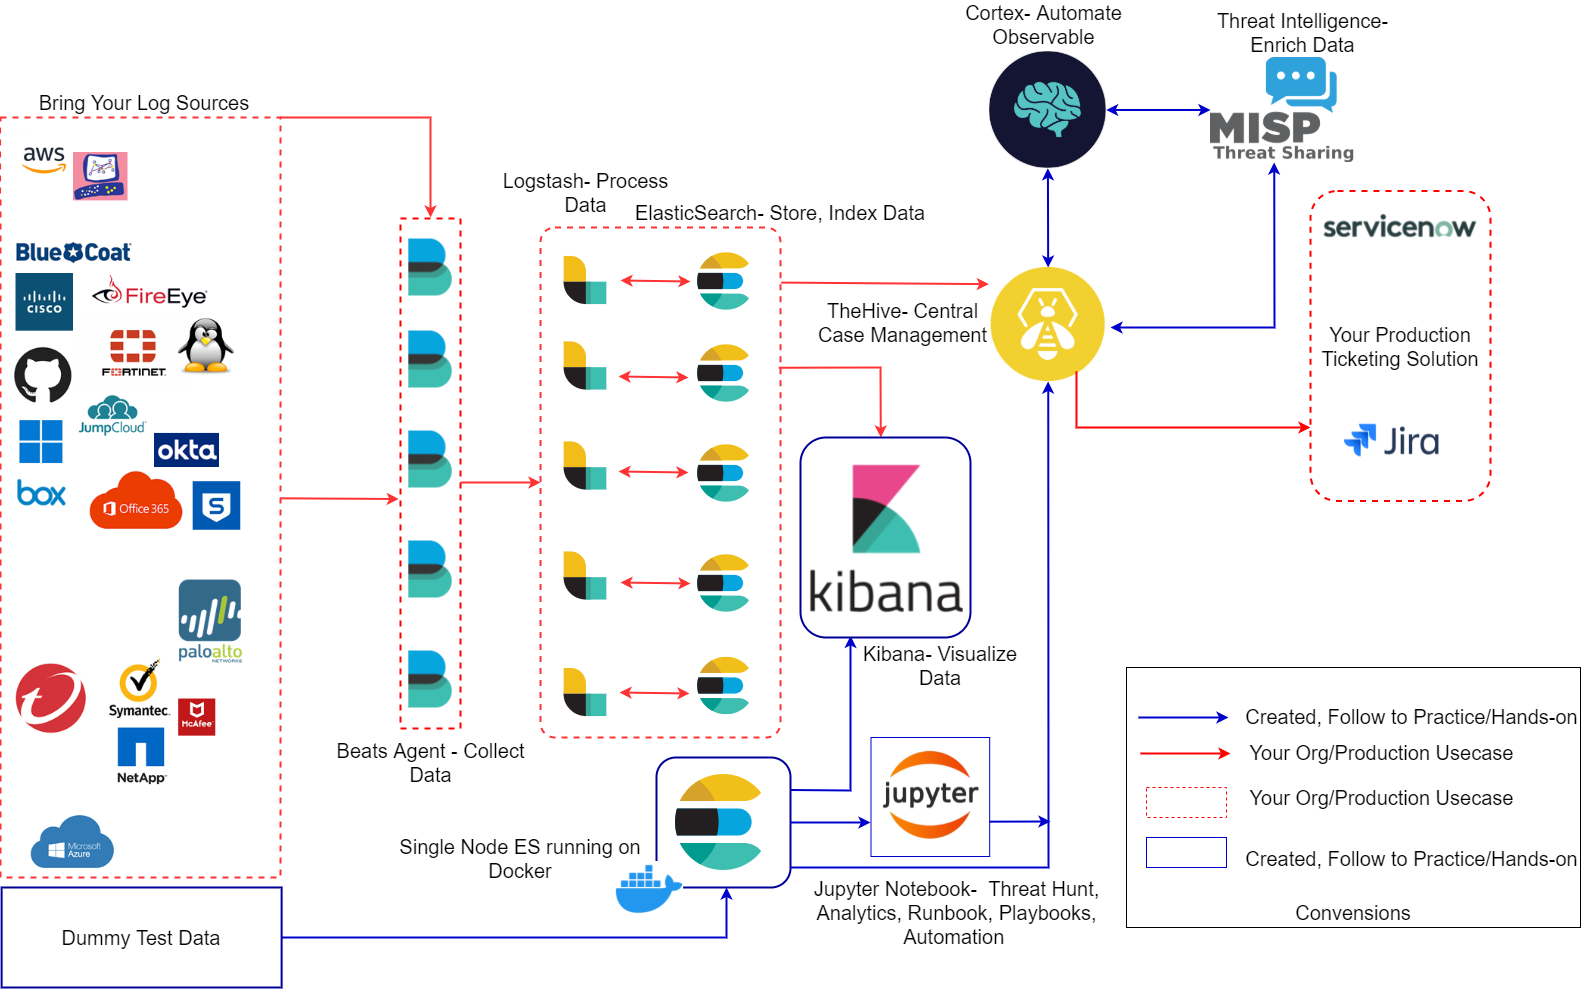 Cortex- Automate
Observable
Threat Intelligence-
Enrich Data
MISP
Threat Sharing
Bring Your Log Sources
aws
Blue Coat
CISCO
FireEye
FORTINET
JumpCloud
okta
box
Office 365
S
paloalto
NETWORKS
Symantec
McAfee
NetApp
Microsoft
Azure
Dummy Test Data
Beats Agent - Collect
Data
Logstash- Process
Data
ElasticSearch- Store, Index Data
TheHive- Central
Case Management
servicenow
Your Production
Ticketing Solution
Jira
kibana
Kibana- Visualize
Data
Single Node ES running on
Docker
jupyter
Jupyter Notebook-  Threat Hunt,
Analytics, Runbook, Playbooks,
Automation
Created, Follow to Practice/Hands-on
Your Org/Production Usecase
Your Org/Production Usecase
Created, Follow to Practice/Hands-on
Convensions